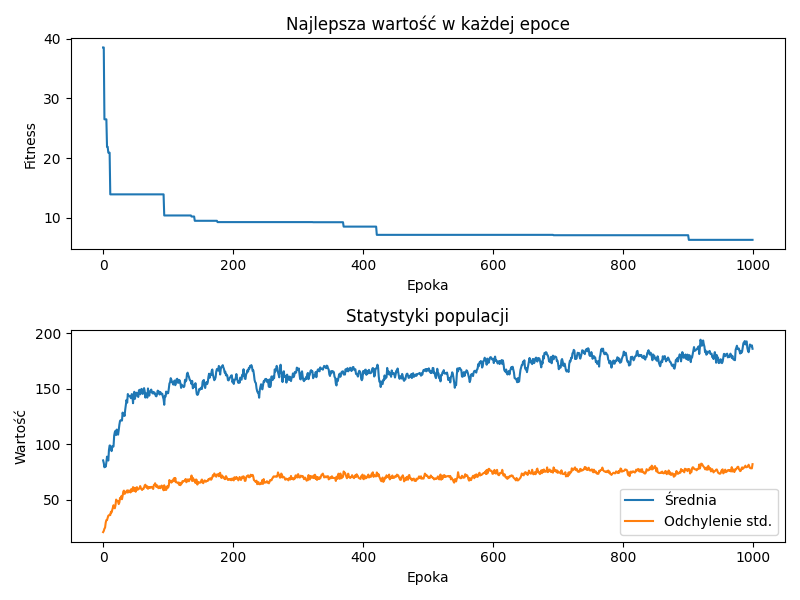 Najlepsza wartość w każdej epoce
40
30
20
10
Fitness
0 200 400 600 800 1000
Epoka
Statystyki populacji
200
150
100
50
Wartość
Średnia
Odchylenie std.
0 200 400 600 800 1000
Epoka